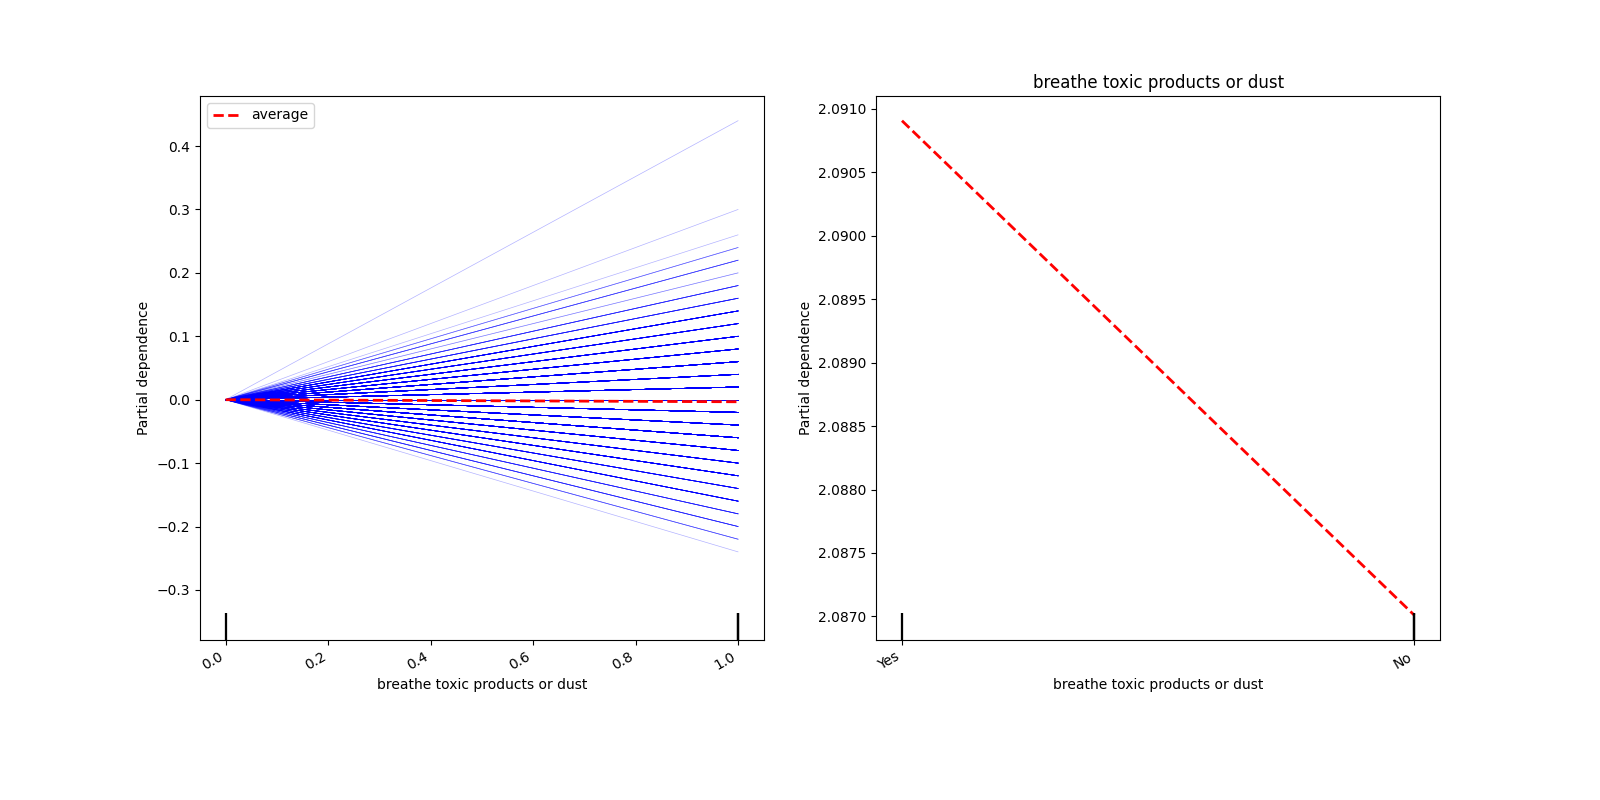 average
0.4
0.3
0.2
0.1
0.0
−0.1
−0.2
−0.3
Partial dependence
0.0 0.2 0.4 0.6 0.8 1.0
breathe toxic products or dust
breathe toxic products or dust
2.0910
2.0905
2.0900
2.0895
2.0890
2.0885
2.0880
2.0875
2.0870
Partial dependence
Yes No
breathe toxic products or dust